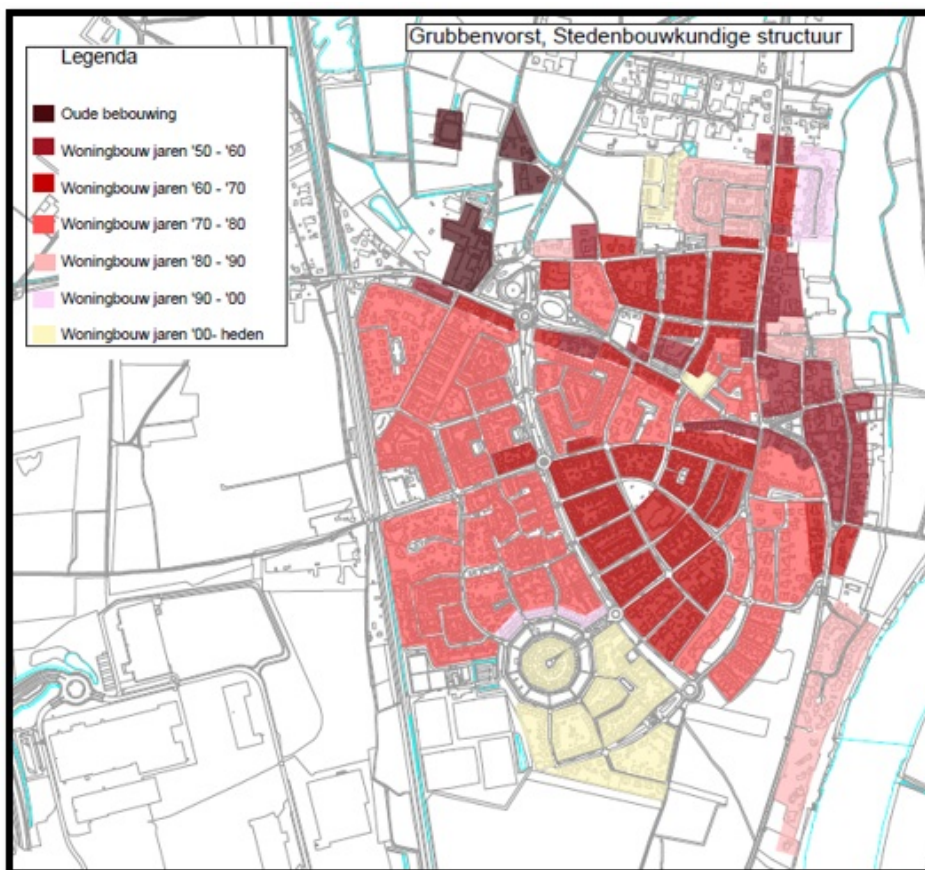 Grubbenvorst, Stedenbouwkundige structuur
Legenda
Oude bebouwing
Woningbouw jaren '50 - '60
Woningbouw jaren '60 - '70
Woningbouw jaren '70 - '80
Woningbouw jaren '80 - '90
Woningbouw jaren '90 - '00
Woningbouw jaren '00- heden